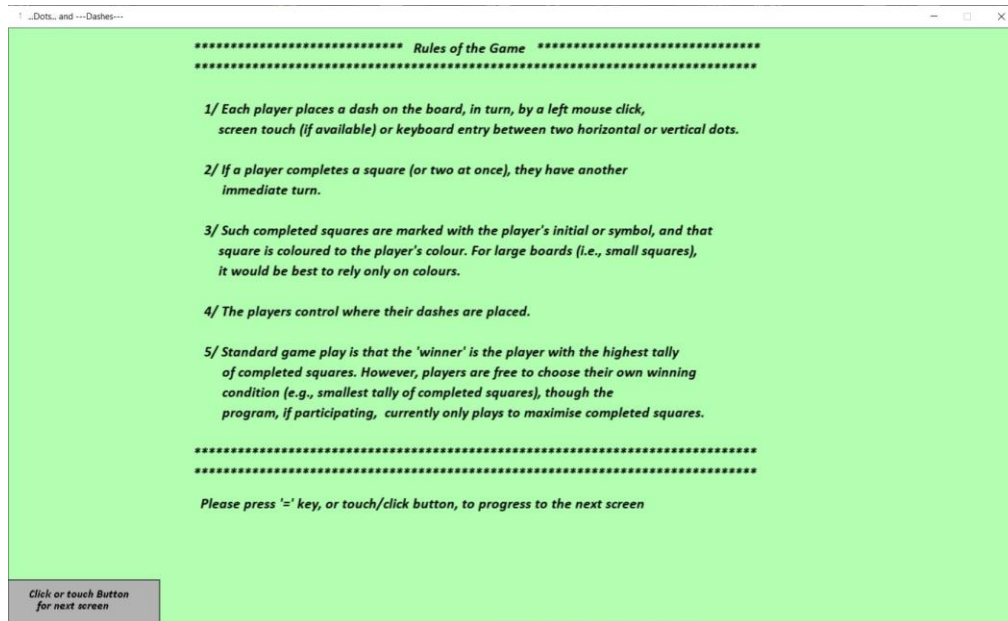 ..Dots.. and ---Dashes---
***************************** Rules of the Game *******************************
******************************************************************************
1/ Each player places a dash on the board, in turn, by a left mouse click,
screen touch (if available) or keyboard entry between two horizontal or vertical dots.
2/ If a player completes a square (or two at once), they have another
immediate turn.
3/ Such completed squares are marked with the player's initial or symbol, and that
square is coloured to the player's colour. For large boards (i.e., small squares),
it would be best to rely only on colours.
4/ The players control where their dashes are placed.
5/ Standard game play is that the 'winner' is the player with the highest tally
of completed squares. However, players are free to choose their own winning
condition (e.g., smallest tally of completed squares), though the
program, if participating, currently only plays to maximise completed squares.
******************************************************************************
******************************************************************************
Please press '=' key, or touch/click button, to progress to the next screen
Click or touch Button
for next screen